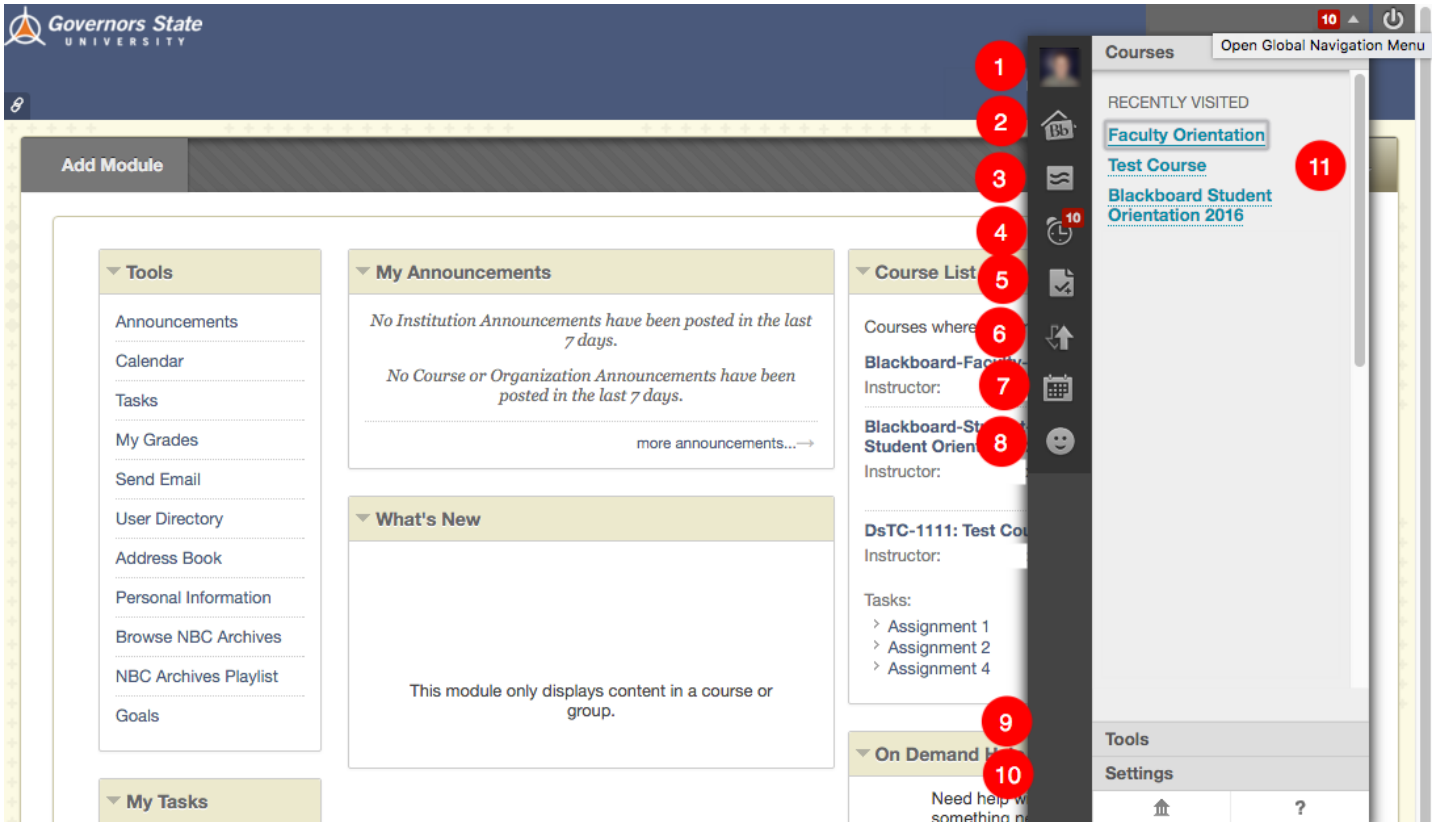 Governors State
UNIVERSITY
10
Open Global Navigation Menu
Add Module
Tools
Announcements
Calendar
Tasks
My Grades
Send Email
User Directory
Address Book
Personal Information
Browse NBC Archives
NBC Archives Playlist
Goals
My Tasks
My Announcements
No Institution Announcements have been posted in the last
7 days.
No Course or Organization Announcements have been
posted in the last 7 days.
more announcements...→
What's New
This module only displays content in a course or
group.
Course List
Courses where
Blackboard-Faculty-
Instructor:
Blackboard-
Student
Instructor:
DsTC-1111: Test
Instructor:
Tasks:
Assignment 1
Assignment 2
Assignment 4
On Demand
Need help
something
1
2
Bb
3
4
10
5
6
7
8
9
10
Courses
RECENTLY VISITED
Faculty Orientation
Test Course
Blackboard Student
Orientation 2016
11
Tools
Settings
?